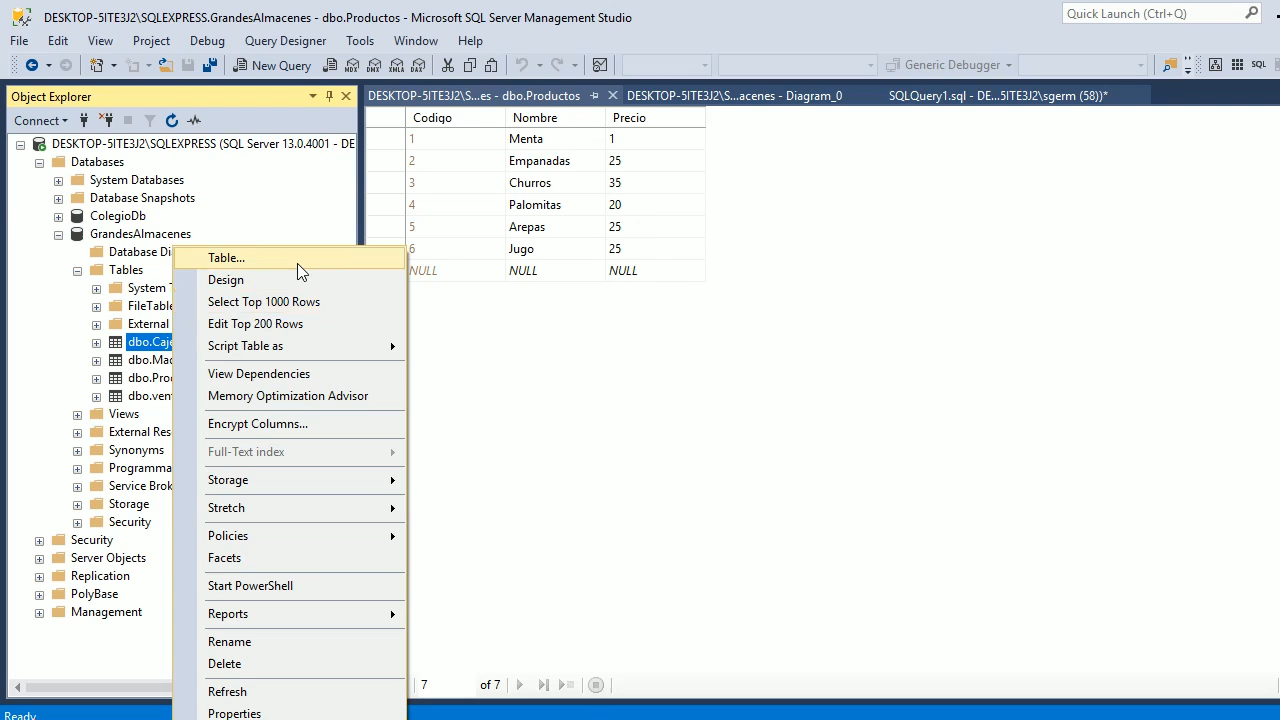 DESKTOP-5ITE3J2\SQLEXPRESS.GrandesAlmacenes - dbo.Productos - Microsoft SQL Server Management Studio
Quick Launch (Ctrl+Q)
File Edit View Project Debug Query Designer Tools Window Help
New Query
MDX DMX XMLA DAX
Generic Debugger
SQL
Object Explorer
DESKTOP-5ITE3J2\S...es - dbo.Productos
DESKTOP-5ITE3J2\S...acenes - Diagram_0
SQLQuery1.sql - DE...5ITE3J2\sgerm (58))*
Connect
DESKTOP-5ITE3J2\SQLEXPRESS (SQL Server 13.0.4001 - DE
Databases
System Databases
Database Snapshots
ColegioDb
GrandesAlmacenes
Database Di
Tables
System T
FileTable
External
dbo.Caje
dbo.Mac
dbo.Pro
dbo.ven
Views
External Res
Synonyms
Programma
Service Brok
Storage
Security
Security
Server Objects
Replication
PolyBase
Management
Table...
Design
Select Top 1000 Rows
Edit Top 200 Rows
Script Table as
View Dependencies
Memory Optimization Advisor
Encrypt Columns...
Full-Text index
Storage
Stretch
Policies
Facets
Start PowerShell
Reports
Rename
Delete
Refresh
Properties
Codigo Nombre Precio
1 Menta 1
2 Empanadas 25
3 Churros 35
4 Palomitas 20
5 Arepas 25
6 Jugo 25
NULL NULL NULL
7 of 7
Ready